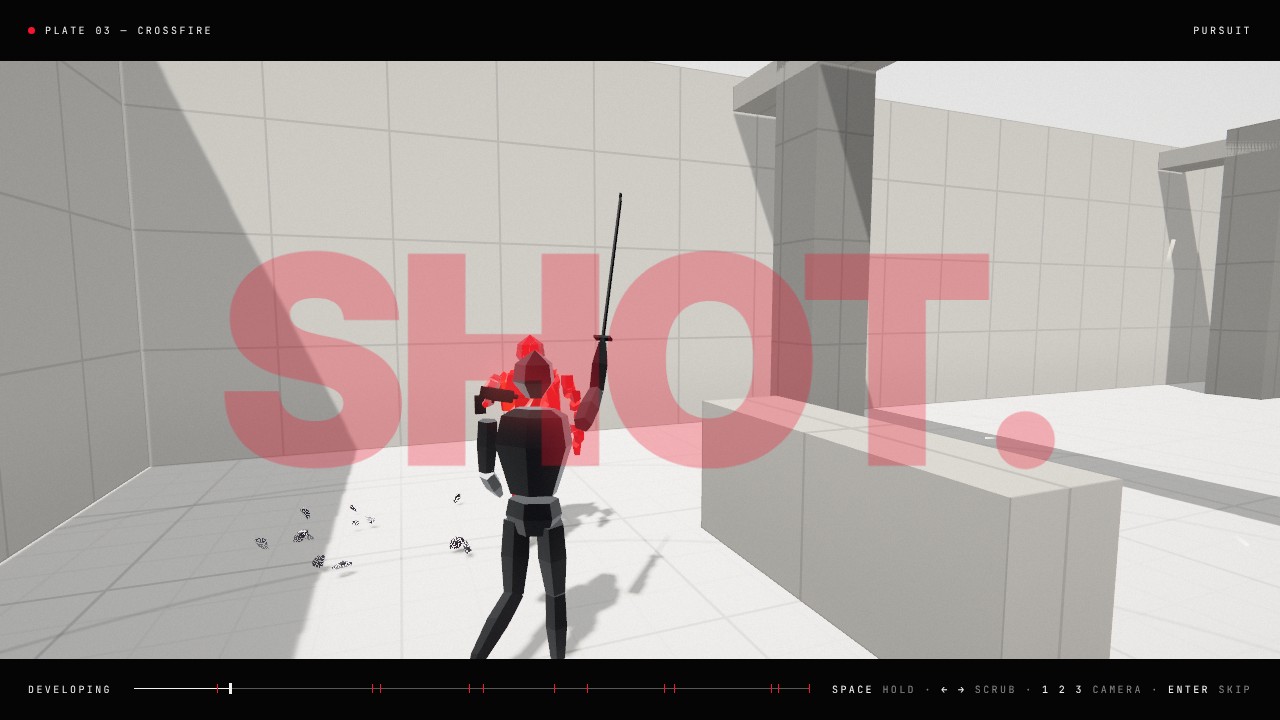 PLATE 03 — CROSSFIRE
PURSUIT
SHOT.
DEVELOPING
SPACE HOLD · ← → SCRUB · 1 2 3 CAMERA · ENTER SKIP